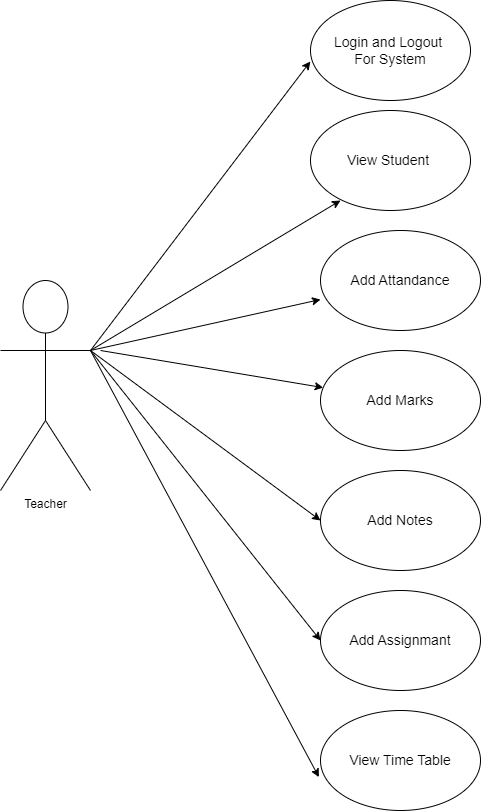 Login and Logout
For System
View Student
Add Attandance
Add Marks
Teacher
Add Notes
Add Assignmant
View Time Table